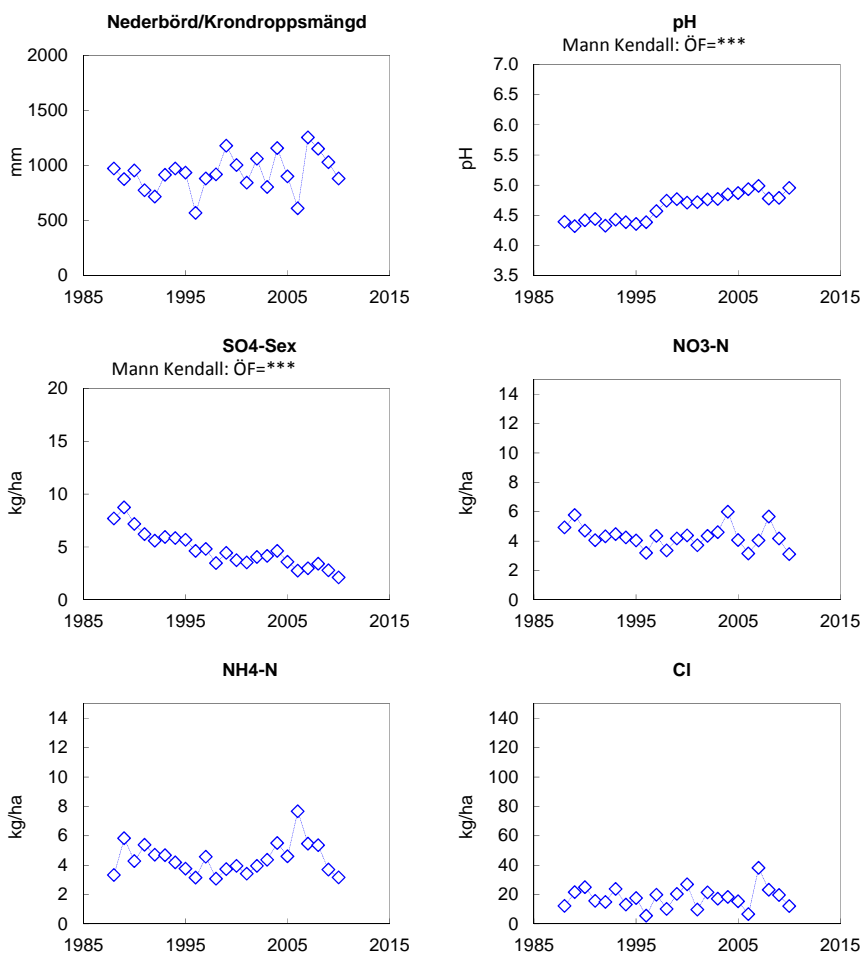 Nederbörd/Krondroppsmängd
2000
1500
1000
500
0
mm
1985 1995 2005 2015
pH
Mann Kendall: ÖF=***
7.0
6.5
6.0
5.5
5.0
4.5
4.0
3.5
pH
1985 1995 2005 2015
SO4-Sex
Mann Kendall: ÖF=***
20
15
10
5
0
kg/ha
1985 1995 2005 2015
NO3-N
14
12
10
8
6
4
2
0
kg/ha
1985 1995 2005 2015
NH4-N
14
12
10
8
6
4
2
0
kg/ha
1985 1995 2005 2015
Cl
140
120
100
80
60
40
20
0
kg/ha
1985 1995 2005 2015